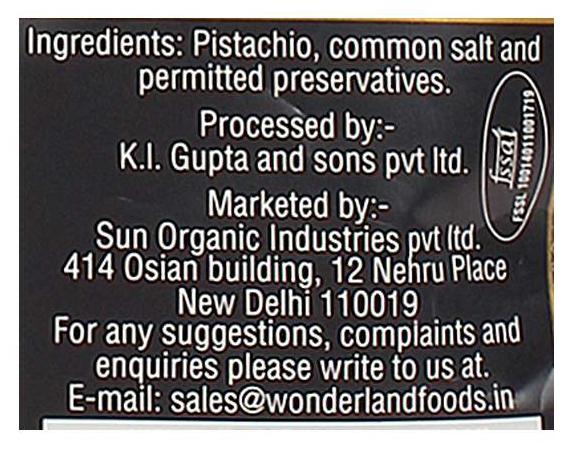 Ingredients: Pistachio, common salt and
permitted preservatives.
Processed by:-
K.I. Gupta and sons pvt ltd.
fssai
FSSL 10014011001719
Marketed by:-
Sun Organic Industries pvt ltd.
414 Osian building, 12 Nehru Place
New Delhi 110019
For any suggestions, complaints and
enquiries please write to us at.
E-mail: sales@wonderlandfoods.in